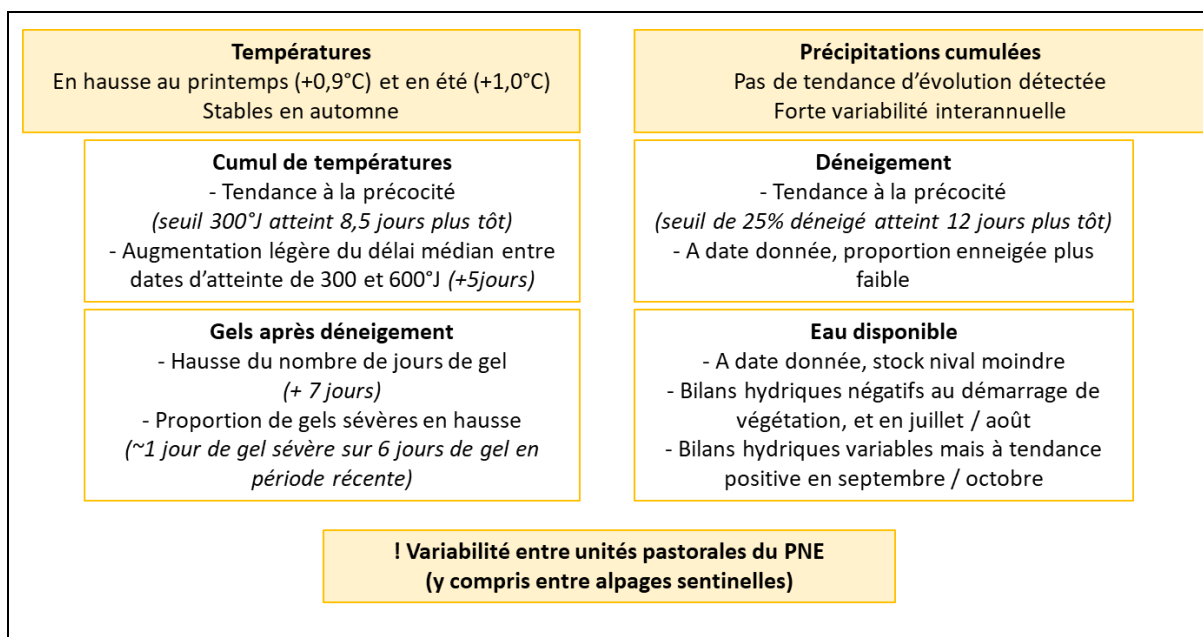 Températures
En hausse au printemps (+0,9°C) et en été (+1,0°C)
Stables en automne
Précipitations cumulées
Pas de tendance d'évolution détectée
Forte variabilité interannuelle
Cumul de températures
- Tendance à la précocité
(seuil 300°J atteint 8,5 jours plus tôt)
- Augmentation légère du délai médian entre
dates d'atteinte de 300 et 600°J (+5jours)
Déneigement
- Tendance à la précocité
(seuil de 25% déneigé atteint 12 jours plus tôt)
- A date donnée, proportion enneigée plus
faible
Gels après déneigement
- Hausse du nombre de jours de gel
(+ 7 jours)
- Proportion de gels sévères en hausse
(~1 jour de gel sévère sur 6 jours de gel en
période récente)
Eau disponible
- A date donnée, stock nival moindre
- Bilans hydriques négatifs au démarrage de
végétation, et en juillet / août
- Bilans hydriques variables mais à tendance
positive en septembre / octobre
! Variabilité entre unités pastorales du PNE
(y compris entre alpages sentinelles)